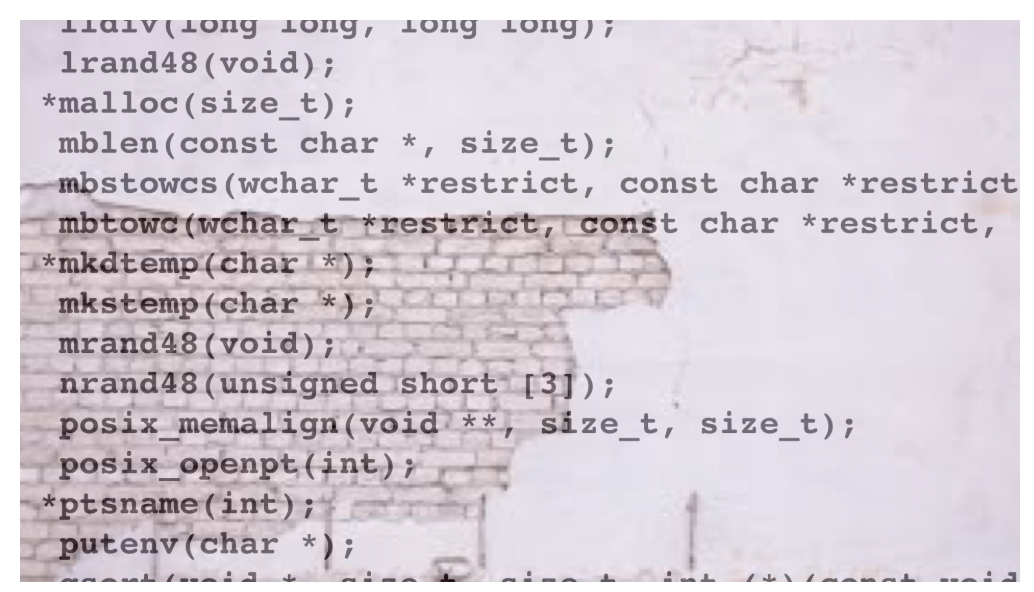 lldiv(long long, long long);
lrand48(void);
*malloc(size_t);
mblen(const char *, size_t);
mbstowcs(wchar_t *restrict, const char *restrict
mbtowc(wchar_t *restrict, const char *restrict,
*mkdtemp(char *);
mkstemp(char *);
mrand48(void);
nrand48(unsigned short [3]);
posix_memalign(void **, size_t, size_t);
posix_openpt(int);
*ptsname(int);
putenv(char *);
qsort(void *, size_t, size_t, int (*)(const void